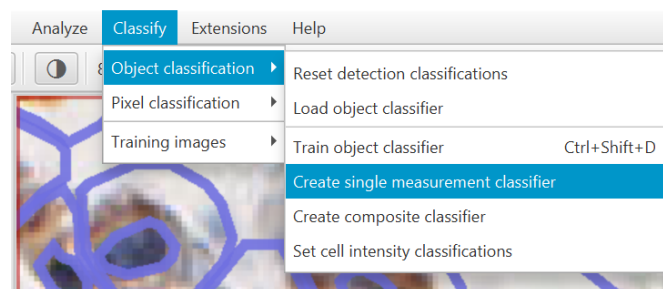 Analyze Classify Extensions Help
Object classification
Pixel classification
Training images
Reset detection classifications
Load object classifier
Train object classifier Ctrl+Shift+D
Create single measurement classifier
Create composite classifier
Set cell intensity classifications